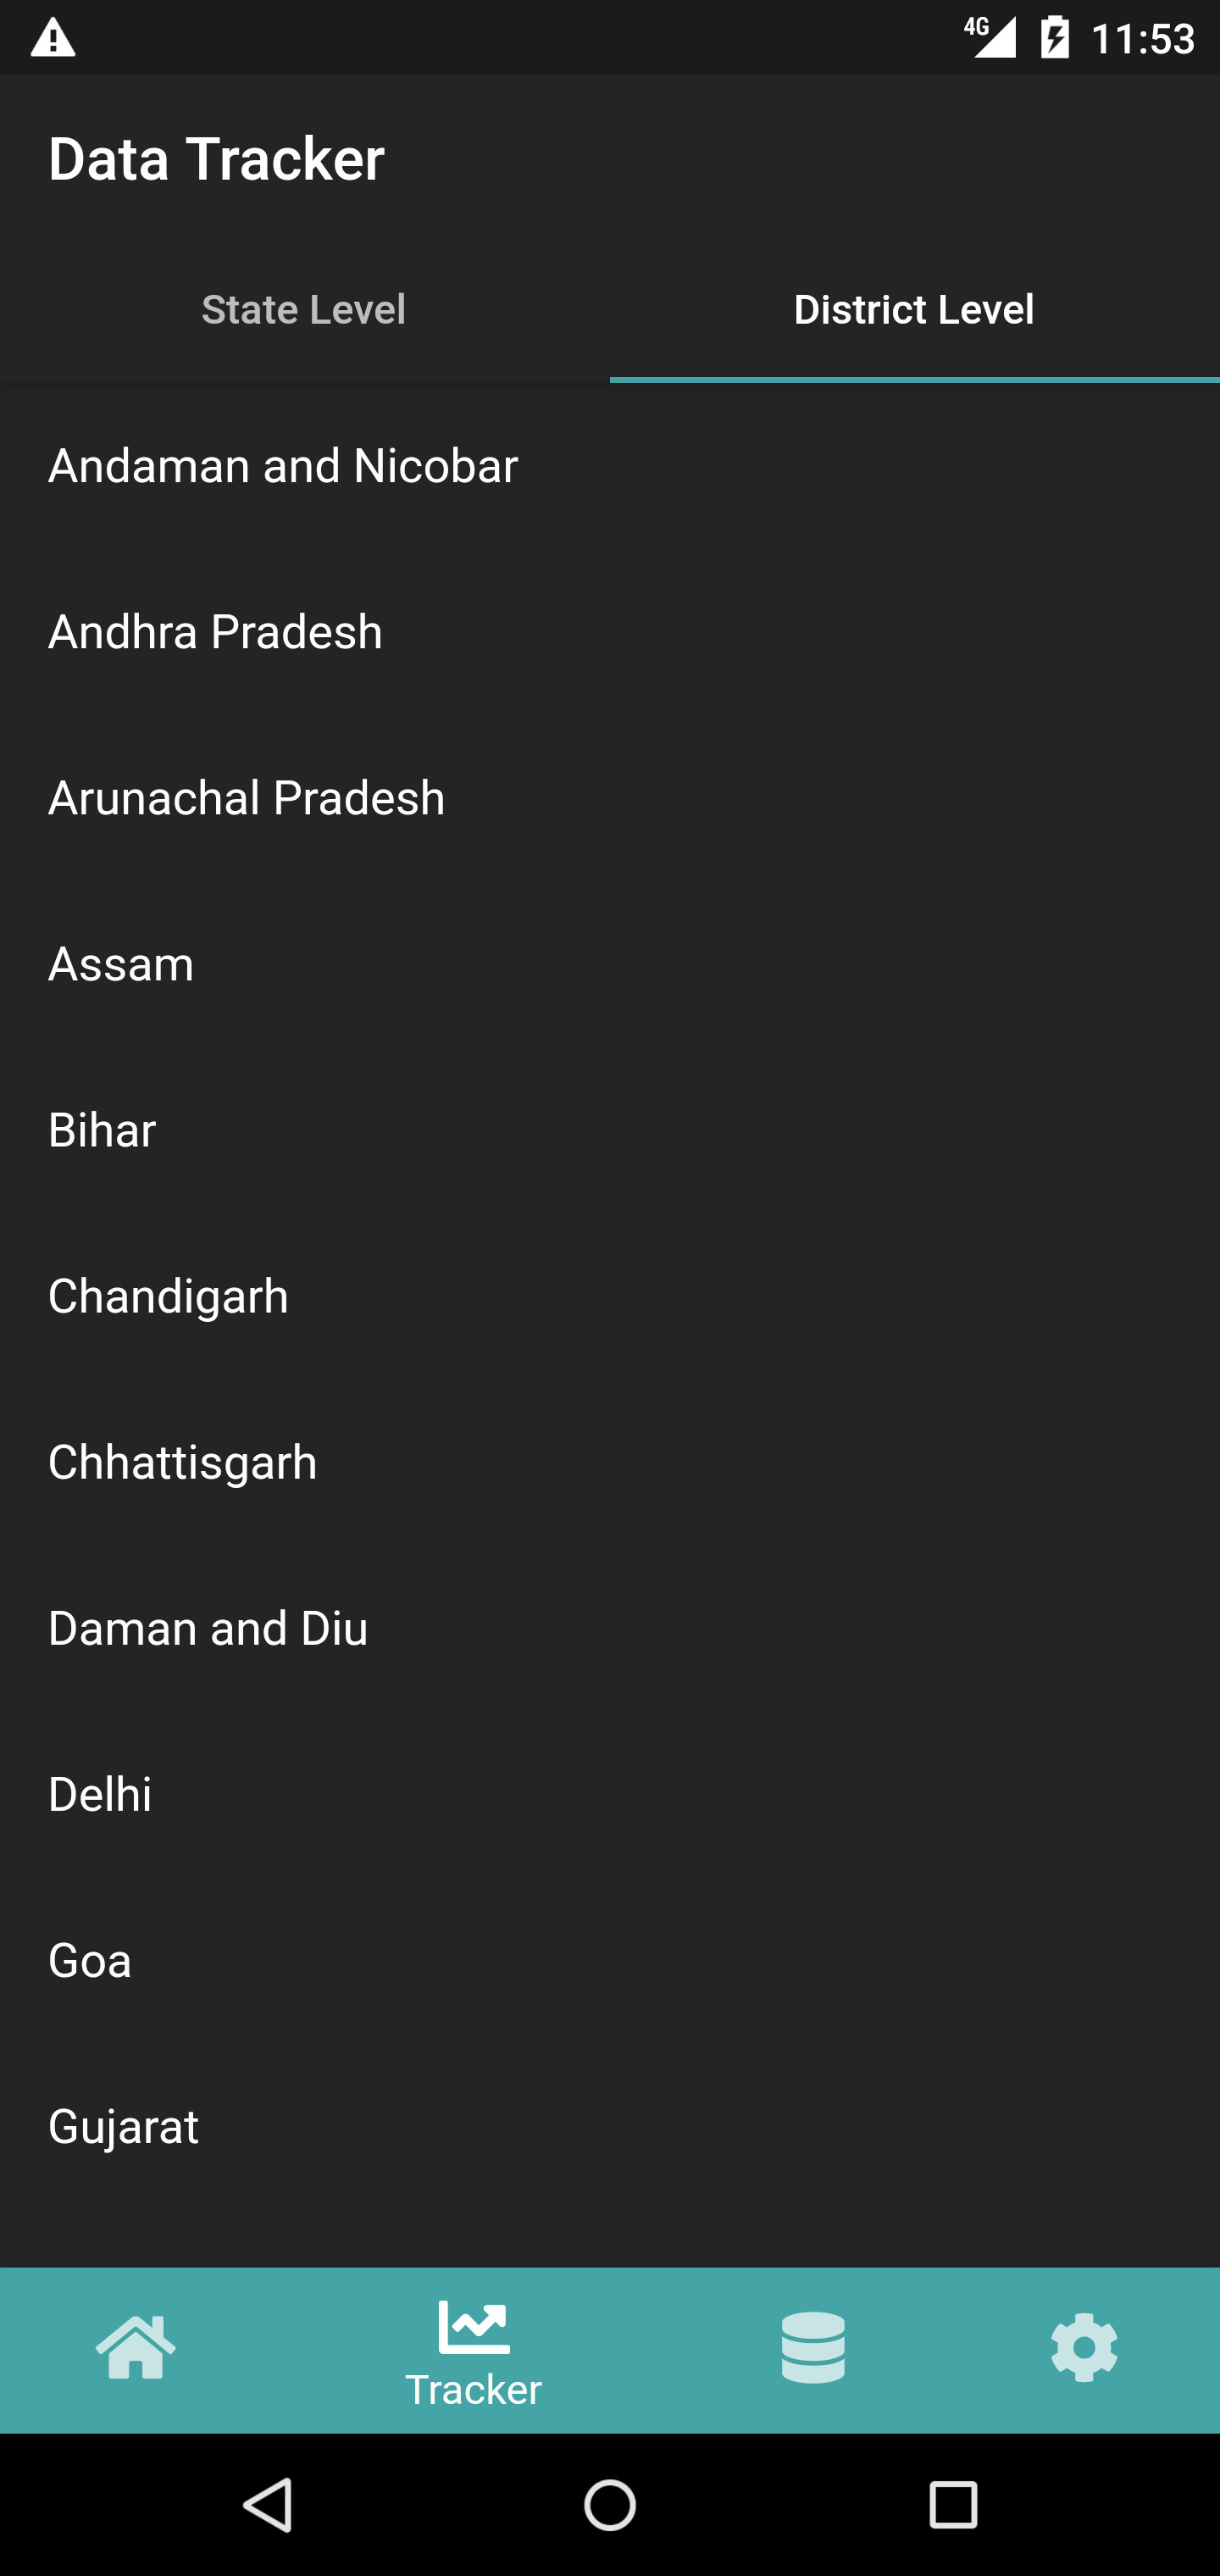 4G 11:53
Data Tracker
State Level District Level
Andaman and Nicobar
Andhra Pradesh
Arunachal Pradesh
Assam
Bihar
Chandigarh
Chhattisgarh
Daman and Diu
Delhi
Goa
Gujarat
Tracker